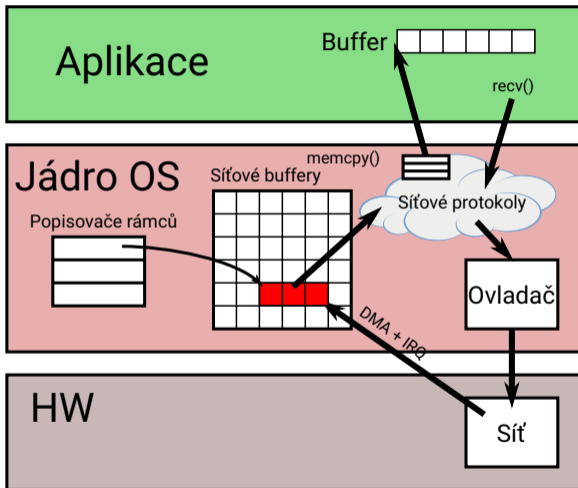 Aplikace
Buffer
recv()
Jádro OS
memcpy()
Síťové buffery
Síťové protokoly
Popisovače rámců
Ovladač
DMA + IRQ
HW
Síť